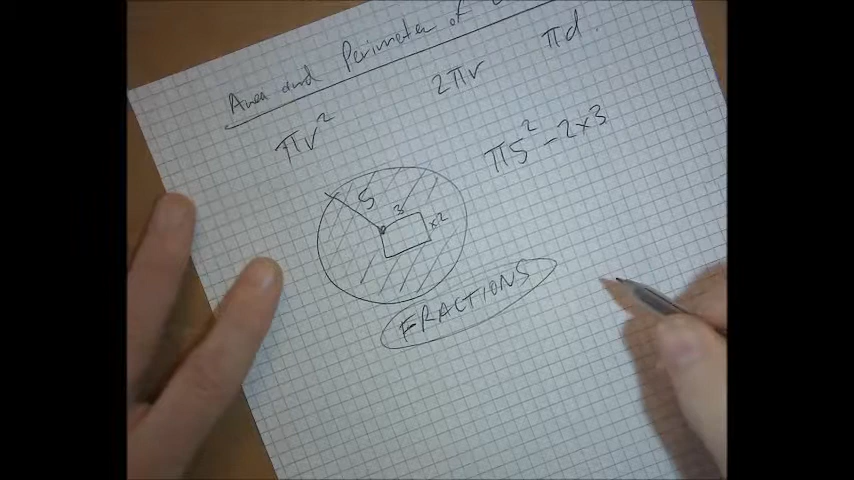 Area and Perimeter of
πr² 2πr πd
π5² - 2x3
5
3
x2
FRACTIONS